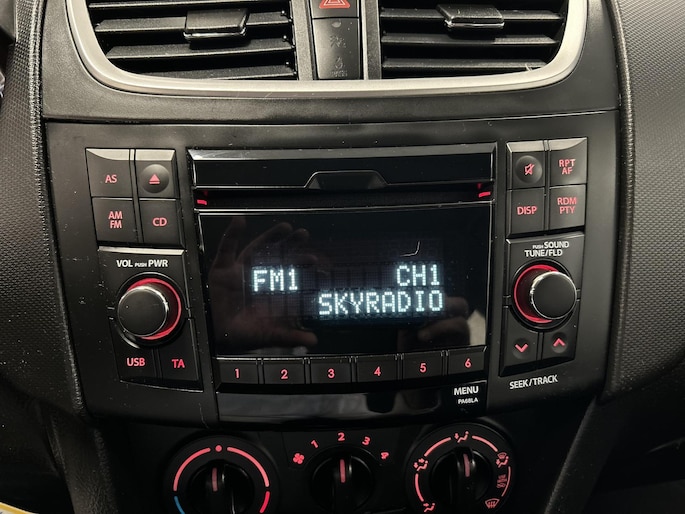 AS
AM
FM
CD
VOL PUSH PWR
USB
TA
FM1 CH1
SKYRADIO
1 2 3 4 5 6
MENU
PA68LA
RPT
AF
DISP
RDM
PTY
PUSH SOUND
TUNE/FLD
SEEK/TRACK
1 2 3 4